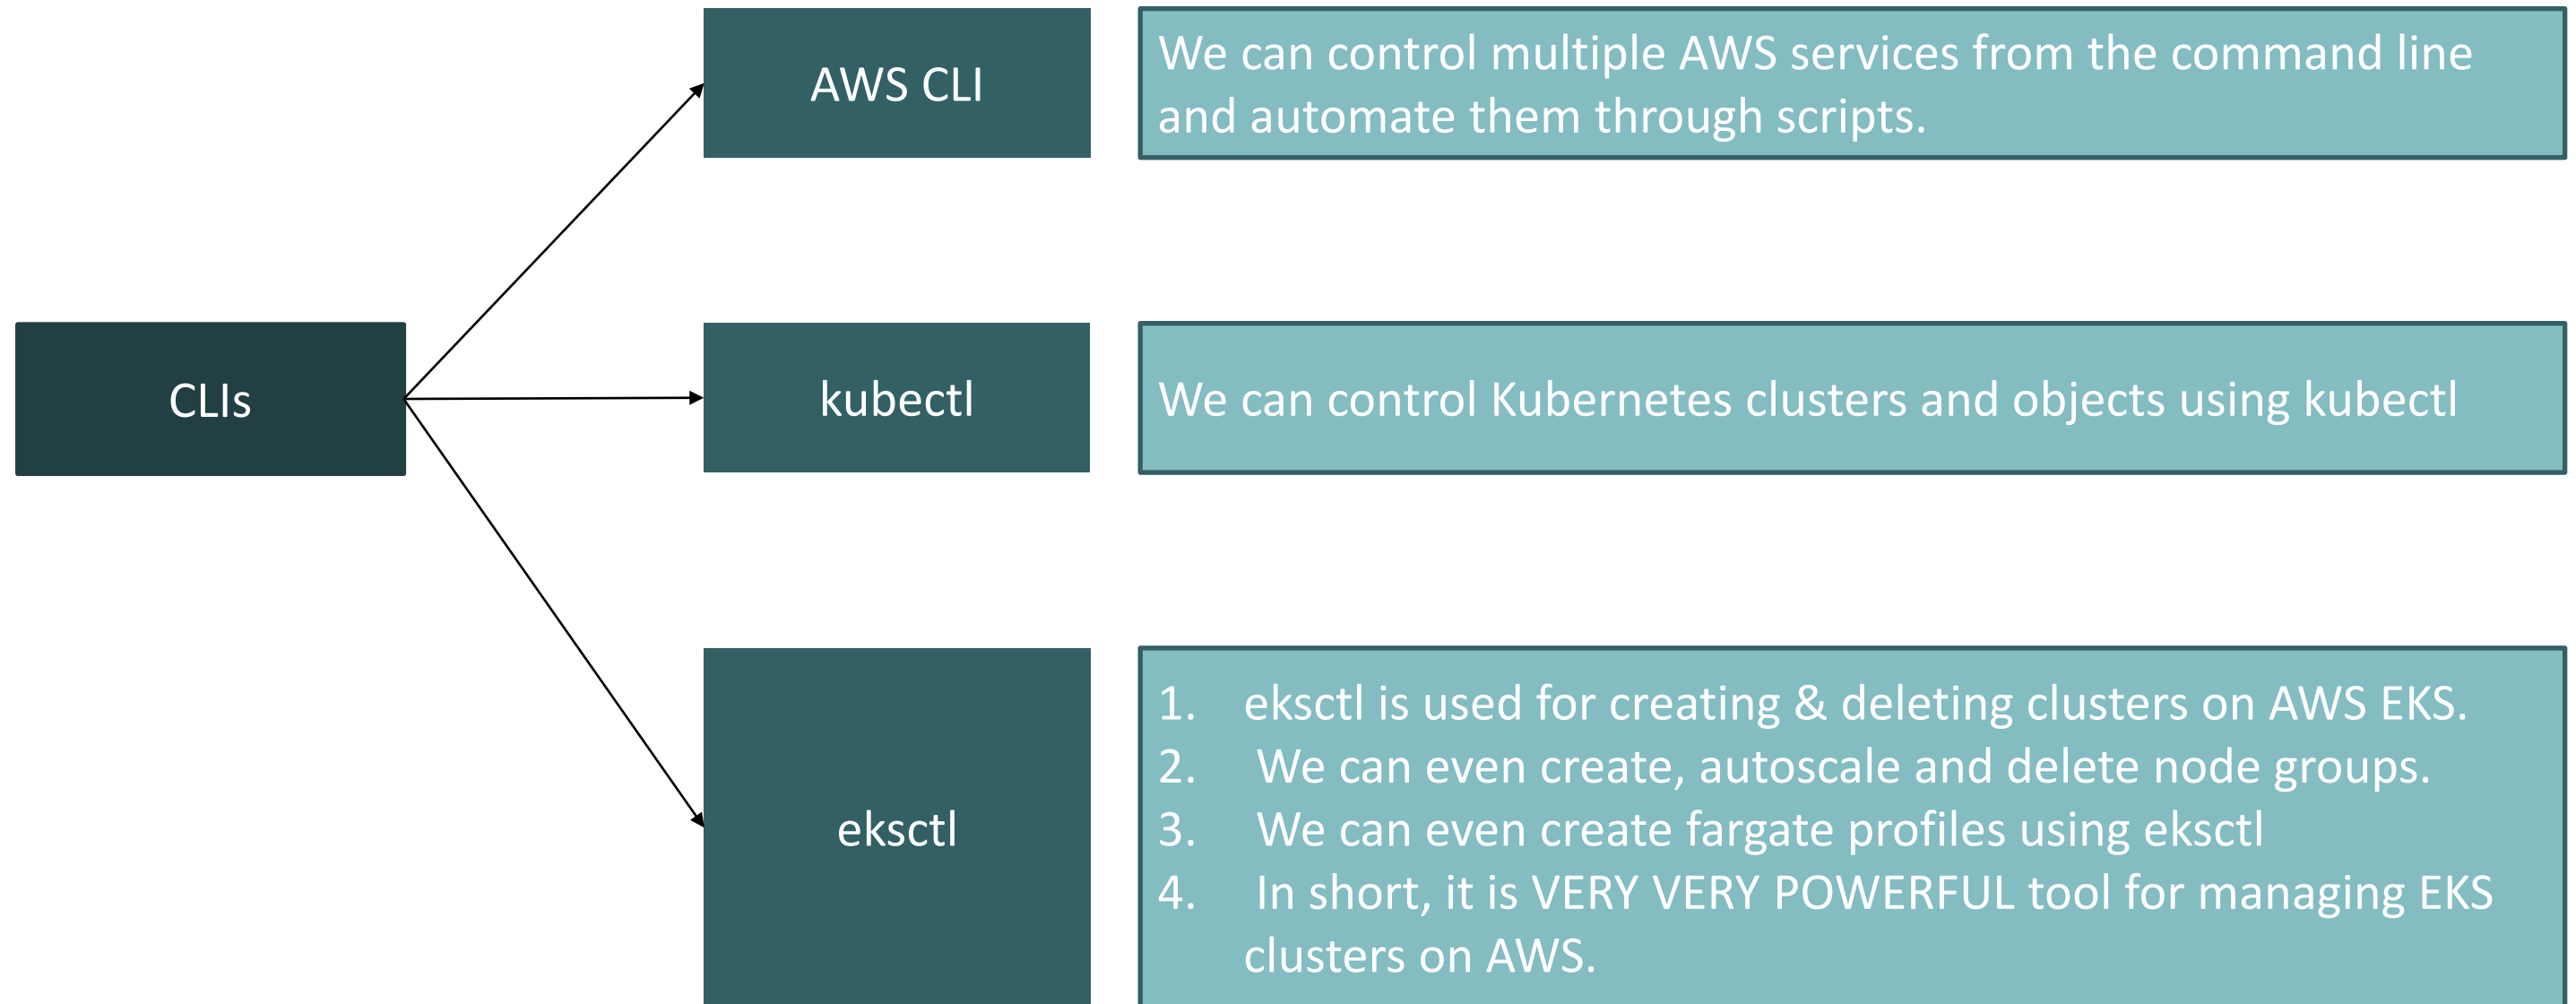 AWS CLI
We can control multiple AWS services from the command line
and automate them through scripts.
CLIs
kubectl
We can control Kubernetes clusters and objects using kubectl
eksctl
1. eksctl is used for creating & deleting clusters on AWS EKS.
2. We can even create, autoscale and delete node groups.
3. We can even create fargate profiles using eksctl
4. In short, it is VERY VERY POWERFUL tool for managing EKS
clusters on AWS.